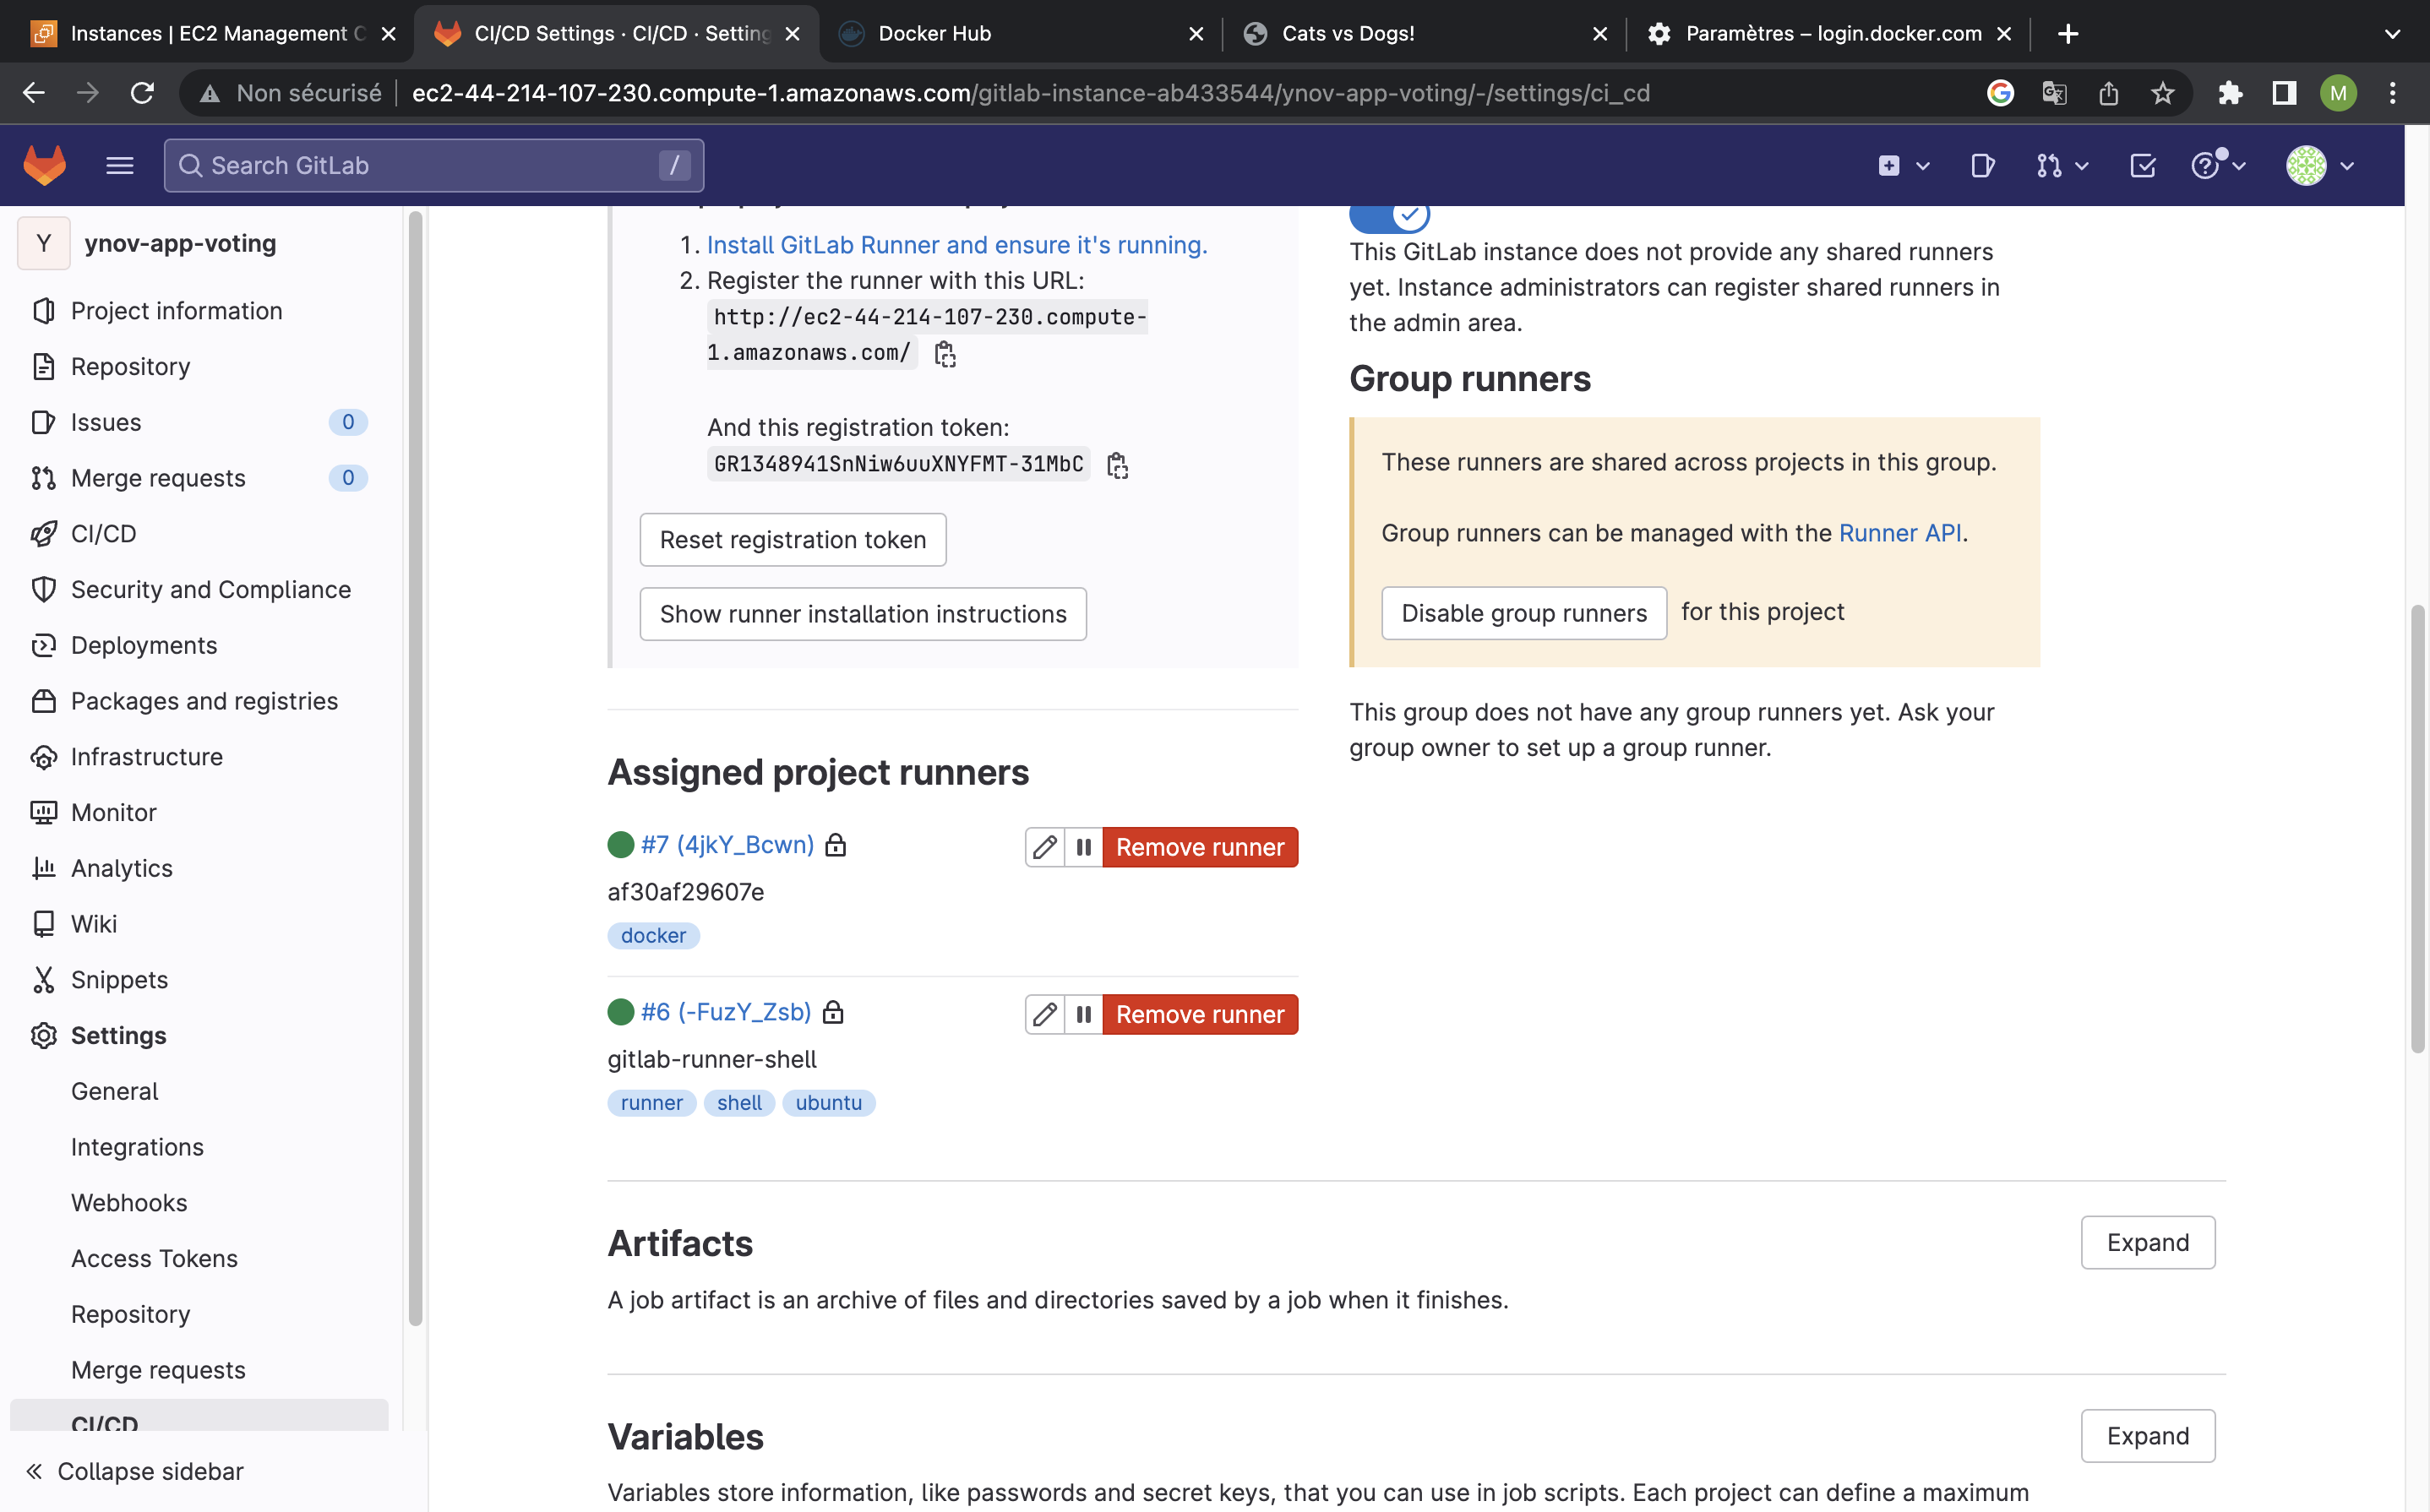 Instances | EC2 Management C
CI/CD Settings · CI/CD · Setting
Docker Hub
Cats vs Dogs!
Paramètres – login.docker.com
Non sécurisé
ec2-44-214-107-230.compute-1.amazonaws.com/gitlab-instance-ab433544/ynov-app-voting/-/settings/ci_cd
M
Search GitLab
/
Y
ynov-app-voting
Project information
Repository
Issues
0
Merge requests
0
CI/CD
Security and Compliance
Deployments
Packages and registries
Infrastructure
Monitor
Analytics
Wiki
Snippets
Settings
General
Integrations
Webhooks
Access Tokens
Repository
Merge requests
CI/CD
Collapse sidebar
1. Install GitLab Runner and ensure it's running.
2. Register the runner with this URL:
http://ec2-44-214-107-230.compute-
1.amazonaws.com/
And this registration token:
GR1348941SnNiw6uuXNYFMT-31MbC
Reset registration token
Show runner installation instructions
Assigned project runners
#7 (4jkY_Bcwn)
Remove runner
af30af29607e
docker
#6 (-FuzY_Zsb)
Remove runner
gitlab-runner-shell
runner
shell
ubuntu
This GitLab instance does not provide any shared runners
yet. Instance administrators can register shared runners in
the admin area.
Group runners
These runners are shared across projects in this group.
Group runners can be managed with the Runner API.
Disable group runners
for this project
This group does not have any group runners yet. Ask your
group owner to set up a group runner.
Artifacts
Expand
A job artifact is an archive of files and directories saved by a job when it finishes.
Variables
Expand
Variables store information, like passwords and secret keys, that you can use in job scripts. Each project can define a maximum